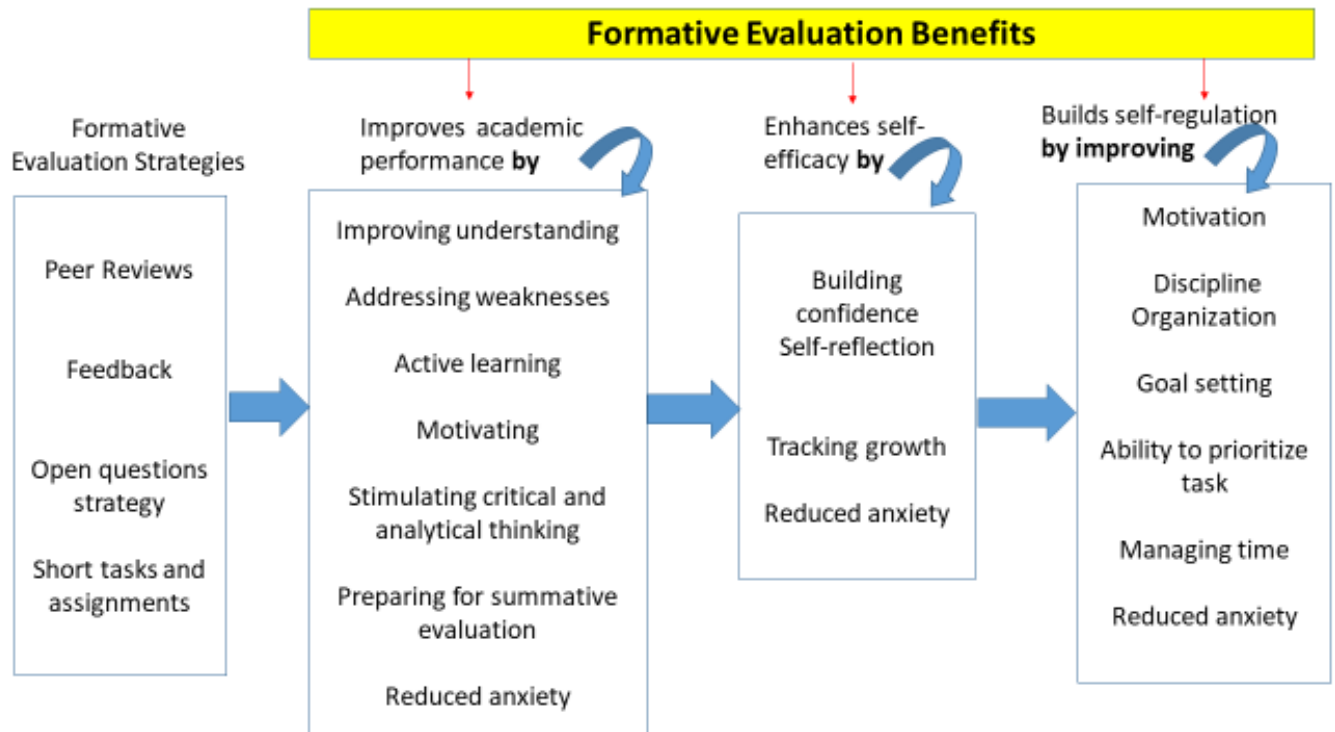 Formative Evaluation Benefits
Formative
Evaluation Strategies
Peer Reviews
Feedback
Open questions
strategy
Short tasks and
assignments
Improves academic
performance by
Improving understanding
Addressing weaknesses
Active learning
Motivating
Stimulating critical and
analytical thinking
Preparing for summative
evaluation
Reduced anxiety
Enhances self-
efficacy by
Building
confidence
Self-reflection
Tracking growth
Reduced anxiety
Builds self-regulation
by improving
Motivation
Discipline
Organization
Goal setting
Ability to prioritize
task
Managing time
Reduced anxiety